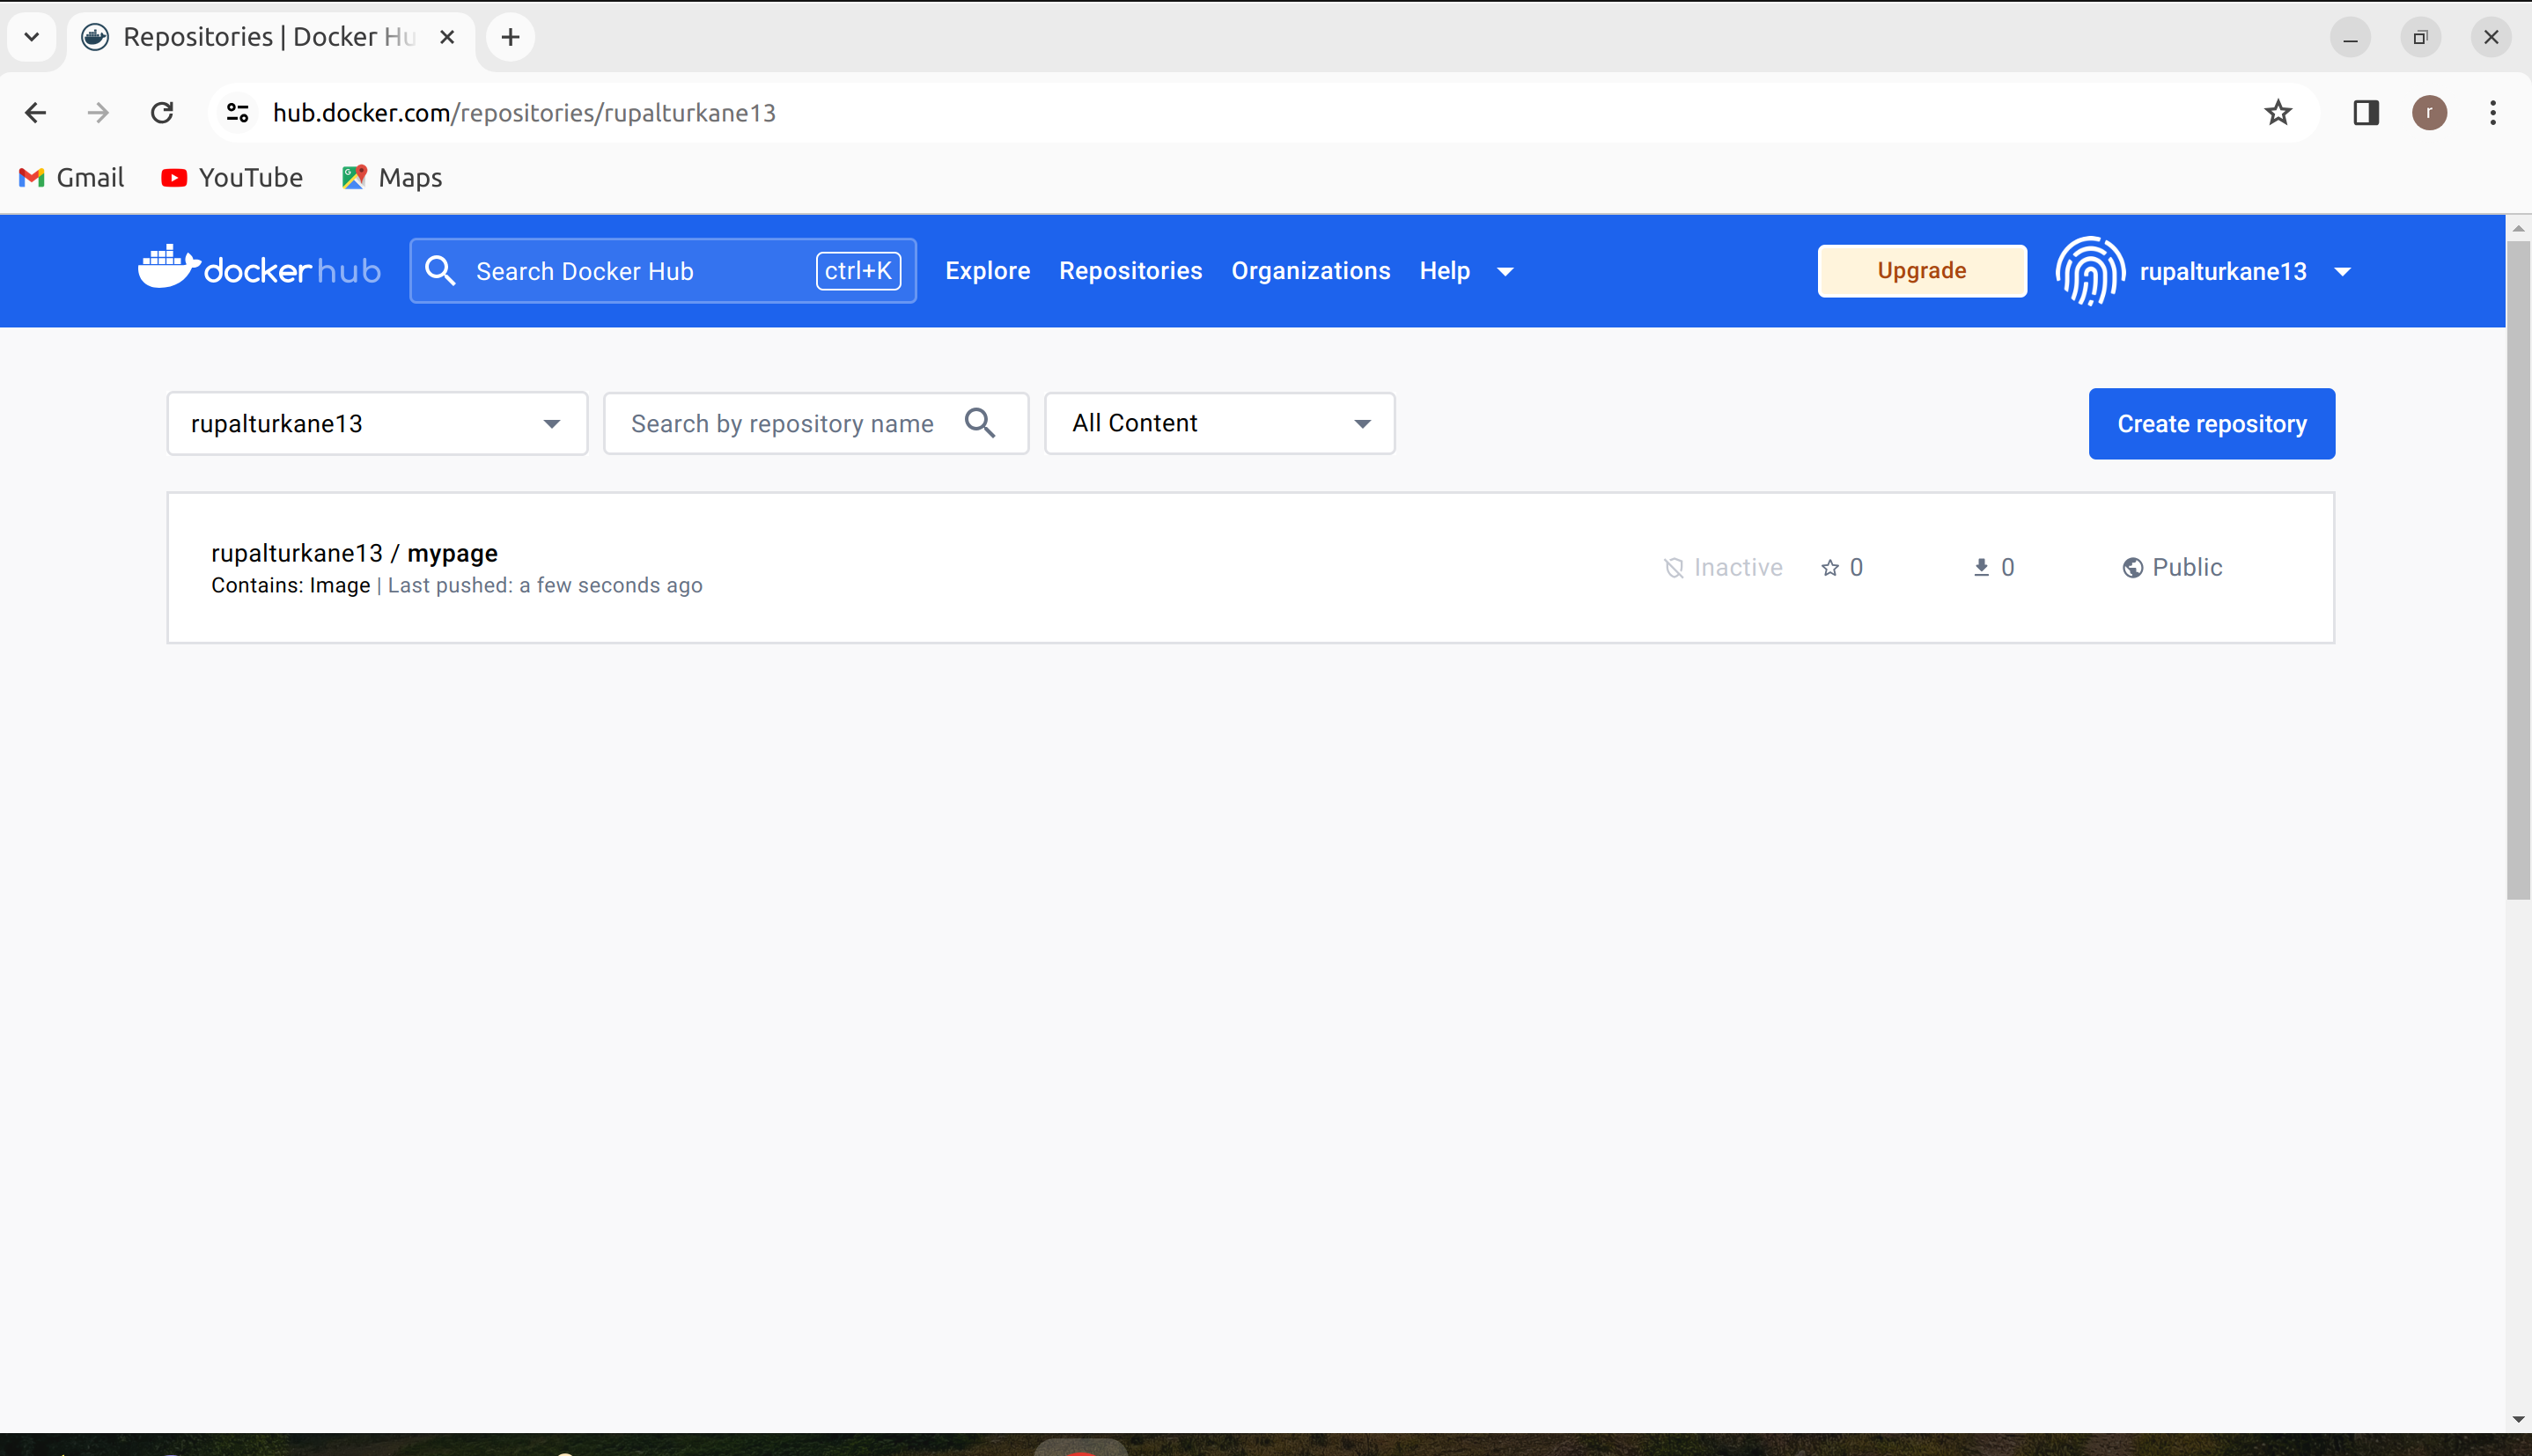 Repositories | Docker Hu
hub.docker.com/repositories/rupalturkane13
r
Gmail YouTube Maps
dockerhub Search Docker Hub ctrl+K Explore Repositories Organizations Help Upgrade rupalturkane13
rupalturkane13 Search by repository name All Content Create repository
rupalturkane13 / mypage
Contains: Image | Last pushed: a few seconds ago
Inactive 0 0 Public